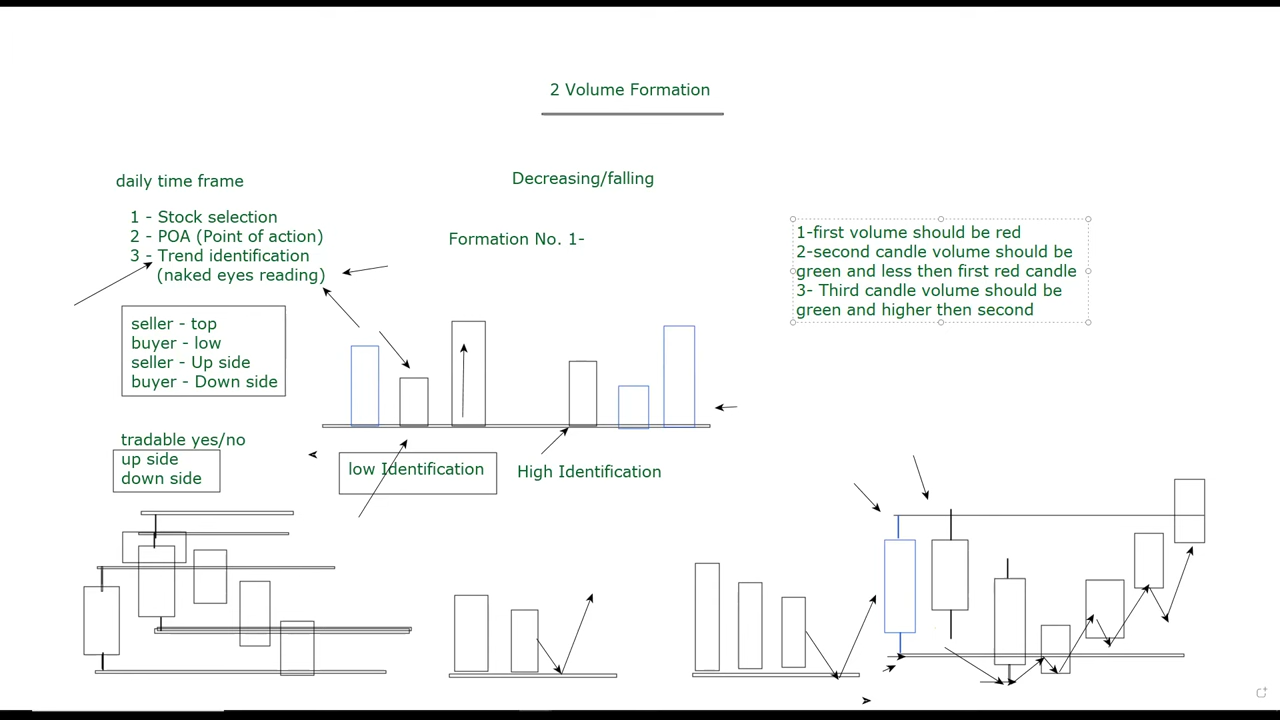 2 Volume Formation
daily time frame
1 - Stock selection
2 - POA (Point of action)
3 - Trend identification
(naked eyes reading)
seller - top
buyer - low
seller - Up side
buyer - Down side
tradable yes/no
up side
down side
Decreasing/falling
Formation No. 1-
low Identification
High Identification
1-first volume should be red
2-second candle volume should be
green and less then first red candle
3- Third candle volume should be
green and higher then second